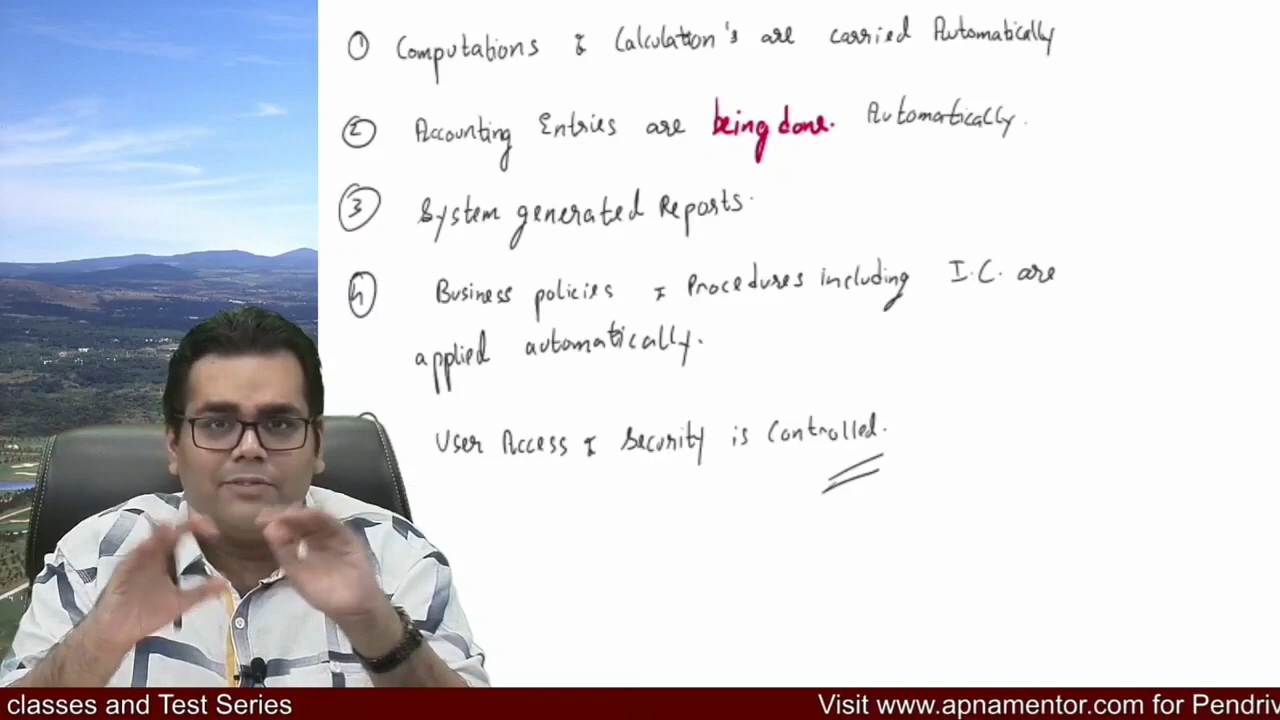 ① Computations & Calculation's are carried Automatically
② Accounting Entries are being done. Automatically.
③ System generated Reports.
④ Business policies & Procedures including I.C. are
applied automatically.
User Access & Security is Controlled.
classes and Test Series
Visit www.apnamentor.com for Pendriv